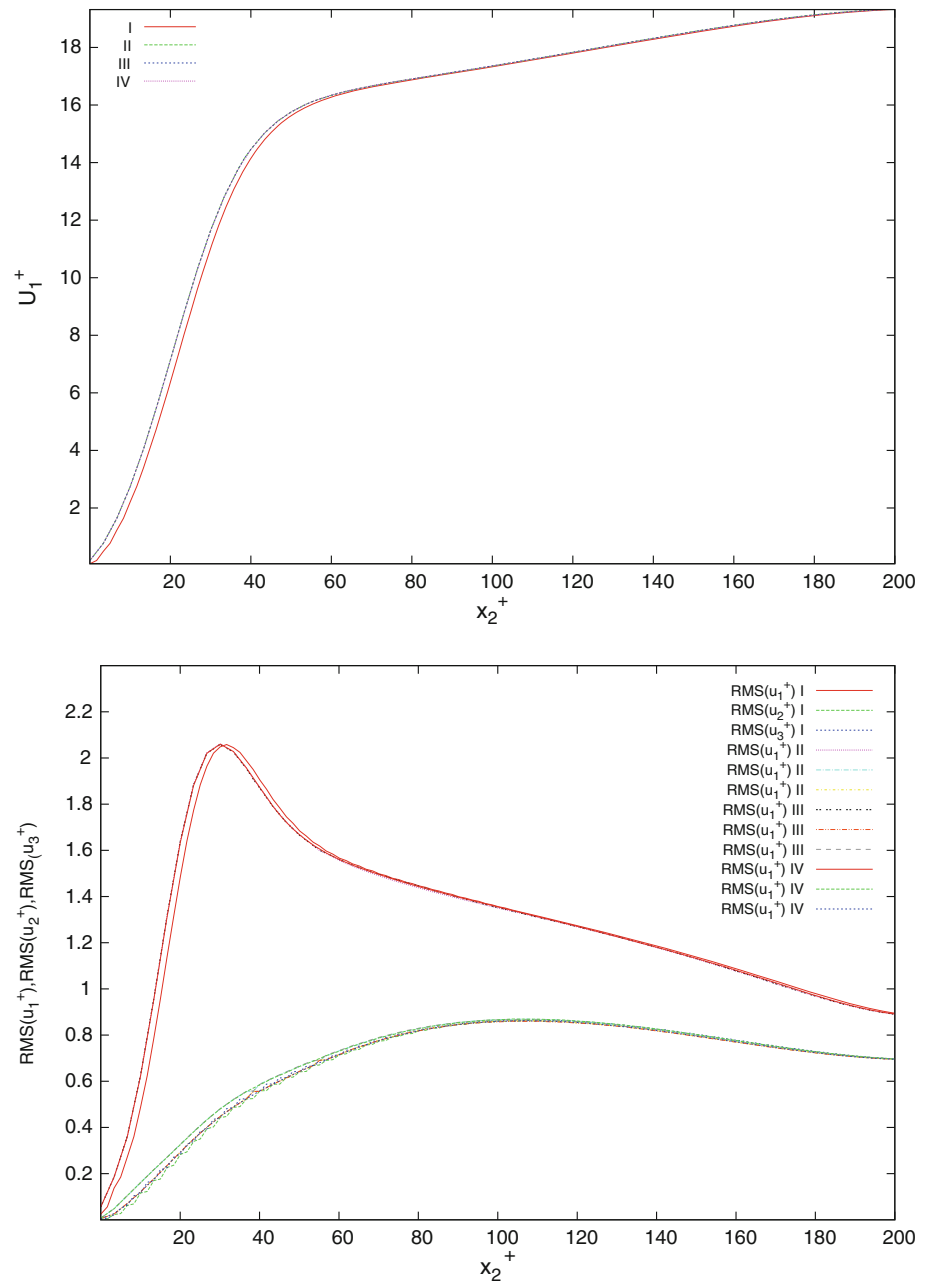 I
II
III
IV
18
16
14
12
10
8
6
4
2
U₁⁺
20 40 60 80 100 120 140 160 180 200
x₂⁺
RMS(u₁⁺) I
RMS(u₂⁺) I
RMS(u₃⁺) I
RMS(u₁⁺) II
RMS(u₁⁺) II
RMS(u₁⁺) II
RMS(u₁⁺) III
RMS(u₁⁺) III
RMS(u₁⁺) III
RMS(u₁⁺) IV
RMS(u₁⁺) IV
RMS(u₁⁺) IV
2.2
2
1.8
1.6
1.4
1.2
1
0.8
0.6
0.4
0.2
RMS(u₁⁺),RMS(u₂⁺),RMS(u₃⁺)
20 40 60 80 100 120 140 160 180 200
x₂⁺